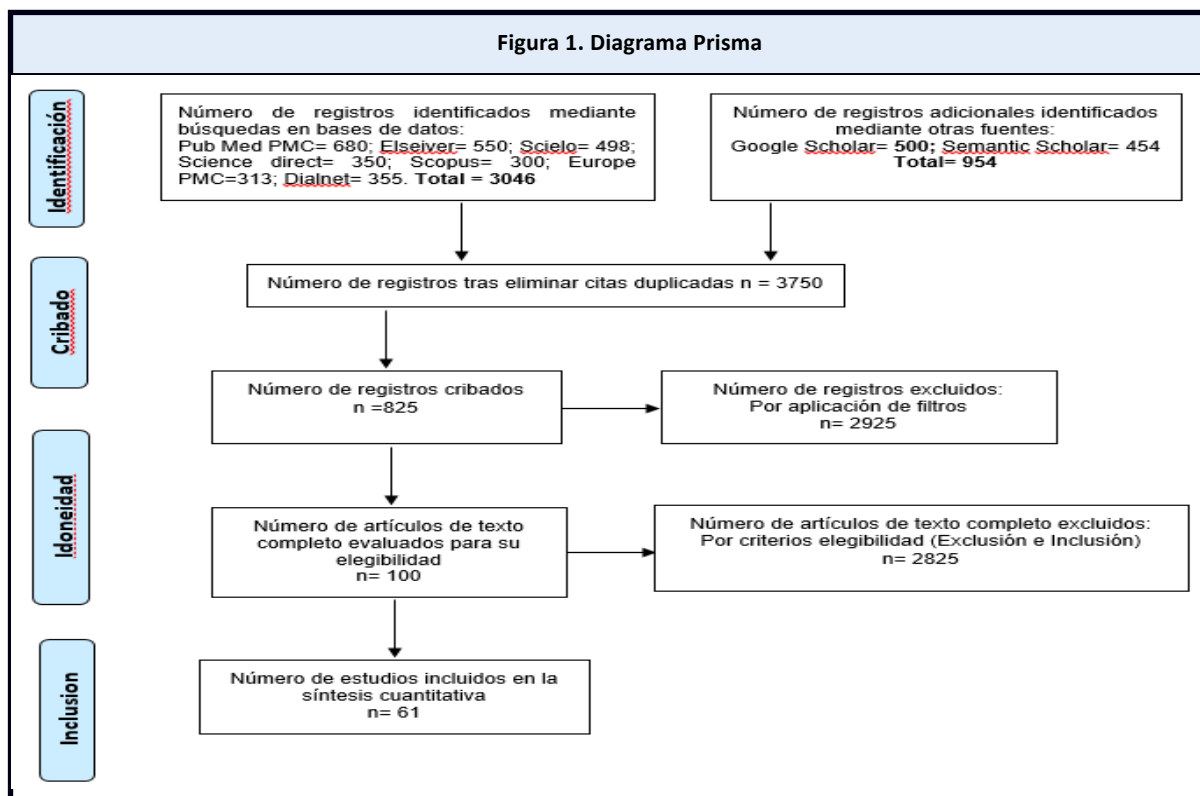 Figura 1. Diagrama Prisma
Identificación
Número de registros identificados mediante
búsquedas en bases de datos:
Pub Med PMC= 680; Elseiver= 550; Scielo= 498;
Science direct= 350; Scopus= 300; Europe
PMC=313; Dialnet= 355. Total = 3046
Número de registros adicionales identificados
mediante otras fuentes:
Google Scholar= 500; Semantic Scholar= 454
Total= 954
Cribado
Número de registros tras eliminar citas duplicadas n = 3750
Número de registros cribados
n =825
Número de registros excluidos:
Por aplicación de filtros
n= 2925
Idoneidad
Número de artículos de texto
completo evaluados para su
elegibilidad
n= 100
Número de artículos de texto completo excluidos:
Por criterios elegibilidad (Exclusión e Inclusión)
n= 2825
Inclusion
Número de estudios incluidos en la
síntesis cuantitativa
n= 61